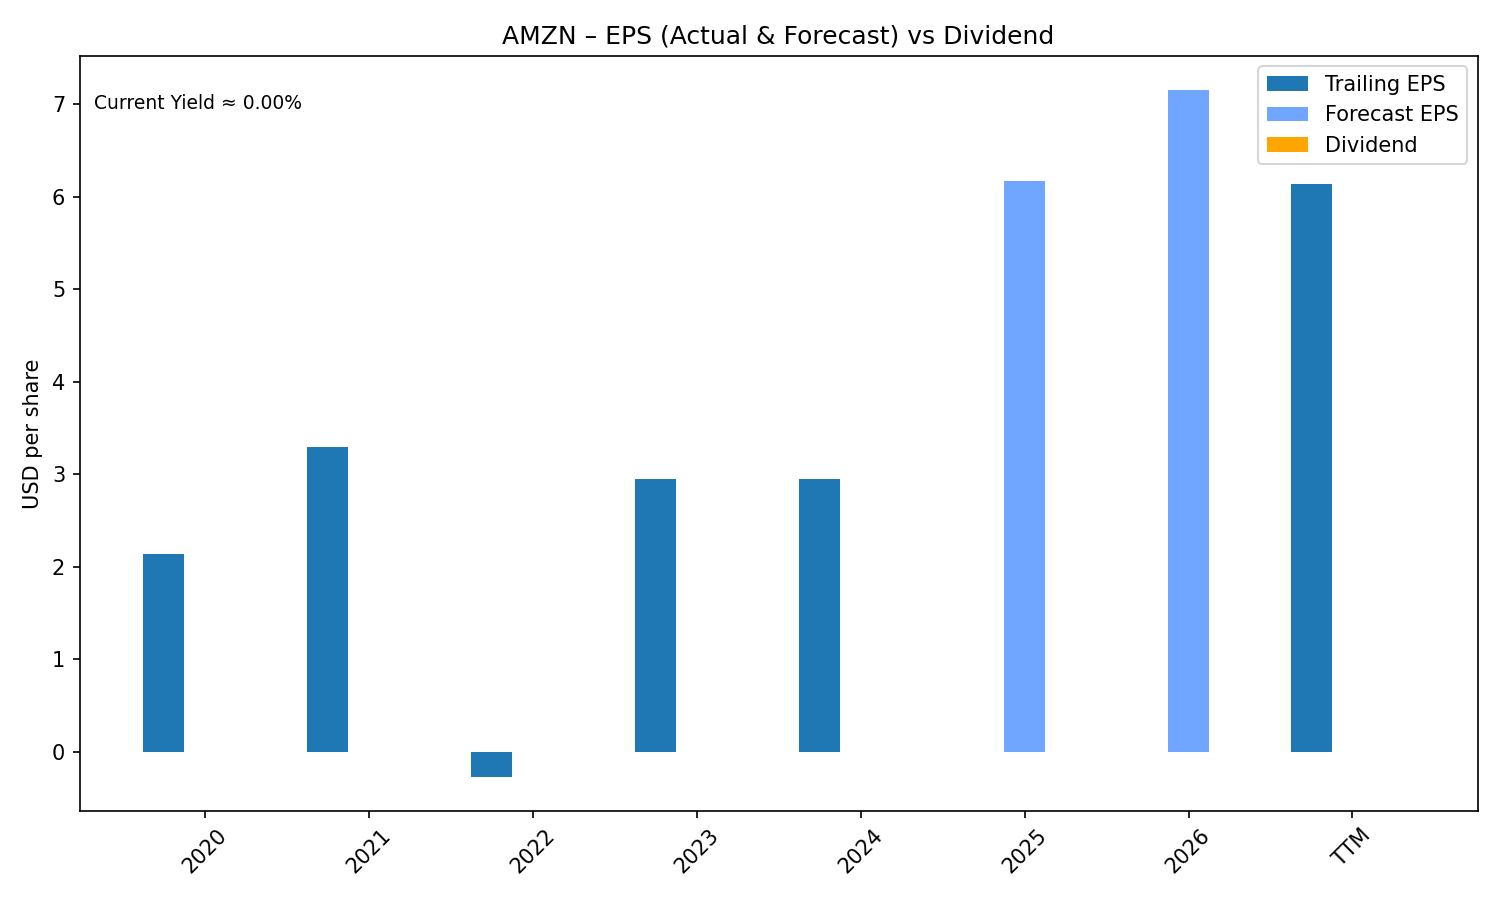 AMZN – EPS (Actual & Forecast) vs Dividend
Current Yield ≈ 0.00%
Trailing EPS
Forecast EPS
Dividend
USD per share
7
6
5
4
3
2
1
0
2020
2021
2022
2023
2024
2025
2026
TTM